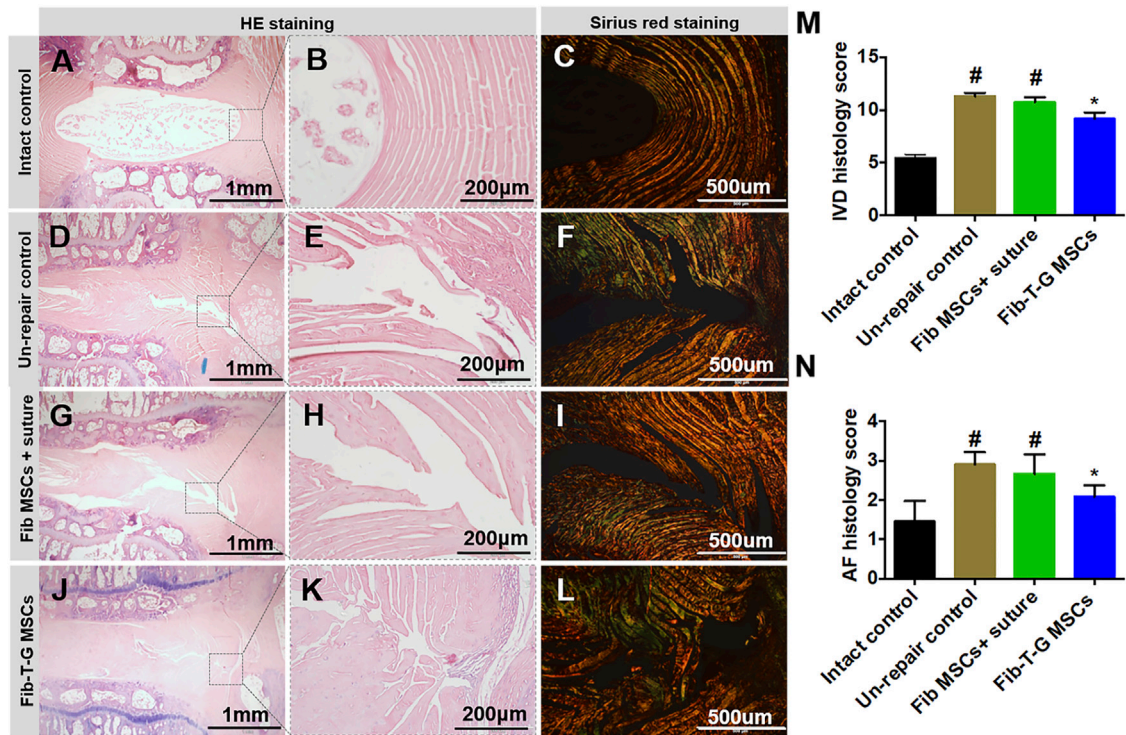 HE staining
Sirius red staining
Intact control
A
1mm
B
200μm
C
500μm
Un-repair control
D
1mm
E
200μm
F
500um
Fib MSCs + suture
G
1mm
H
200μm
I
500um
Fib-T-G MSCs
J
1mm
K
200μm
L
500um
M
IVD histology score
15
10
5
0
#
#
*
Intact control
Un-repair control
Fib MSCs+ suture
Fib-T-G MSCs
N
AF histology score
4
3
2
1
0
#
#
*
Intact control
Un-repair control
Fib MSCs+ suture
Fib-T-G MSCs